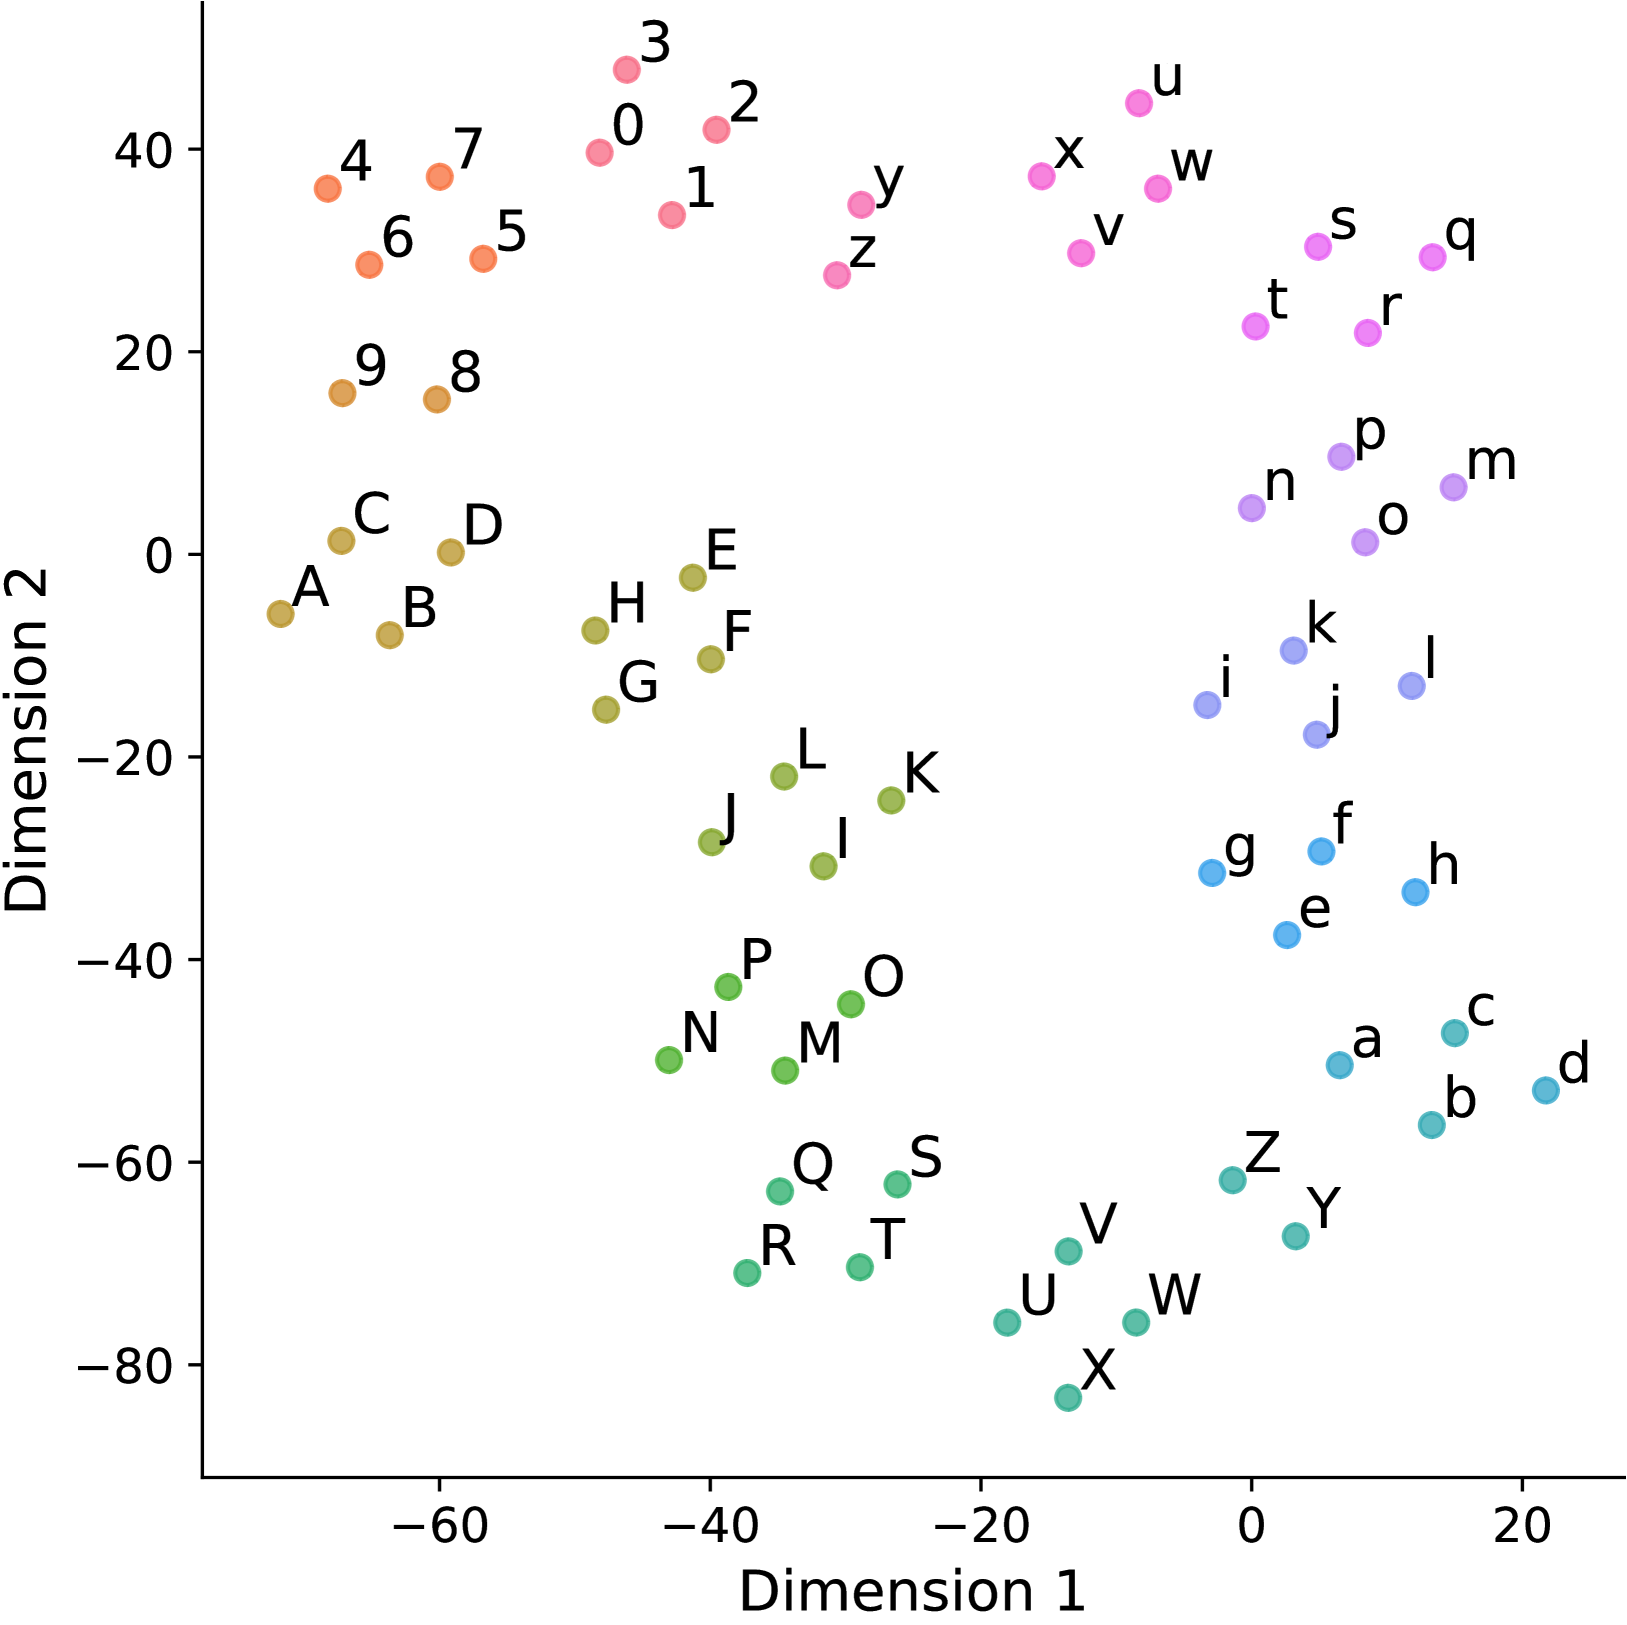 3
u
2
0
x
w
7
4
1
y
s
q
5
6
v
z
t
r
9
8
p
m
n
C
o
D
E
A
B
H
F
k
l
i
G
j
L
K
J
I
f
g
h
e
P
O
c
N
M
a
d
b
Z
S
Q
Y
V
T
R
U
W
X
40
20
0
−20
−40
−60
−80
Dimension 2
−60 −40 −20 0 20
Dimension 1